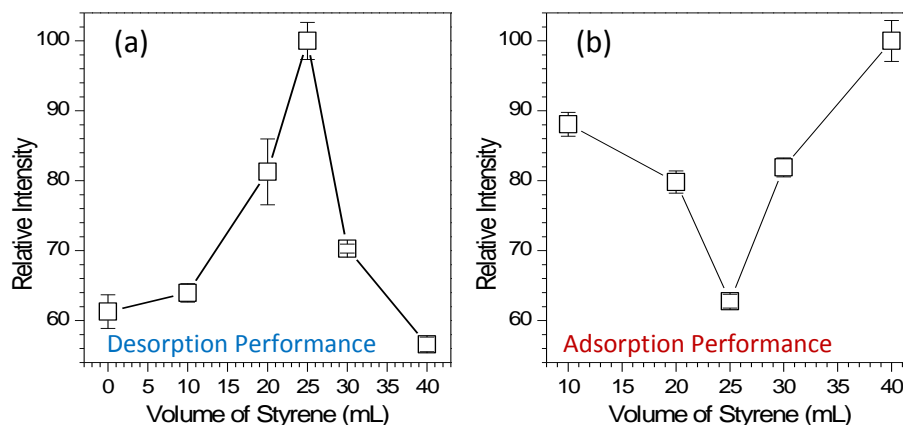 (a)
100
90
80
70
60
Relative Intensity
Desorption Performance
0 5 10 15 20 25 30 35 40
Volume of Styrene (mL)
(b)
100
90
80
70
60
Relative Intensity
Adsorption Performance
10 15 20 25 30 35 40
Volume of Styrene (mL)